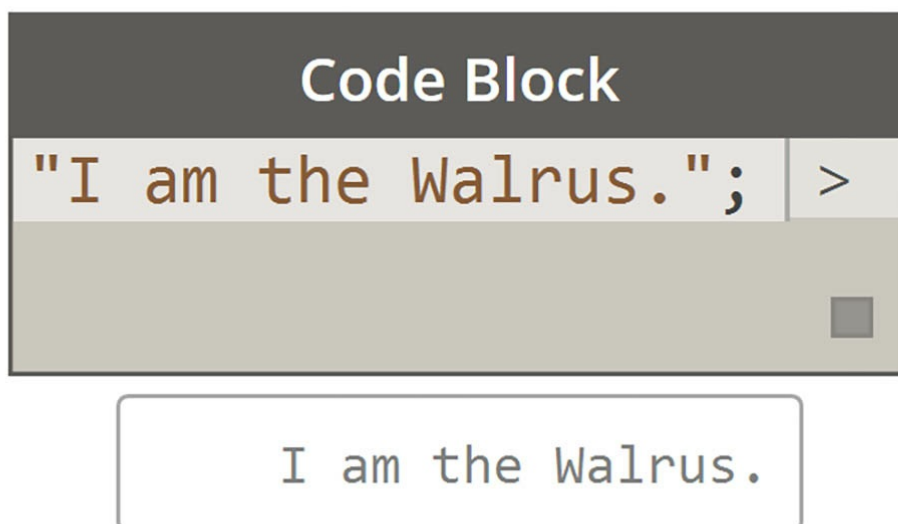 Code Block
"I am the Walrus."; >
I am the Walrus.